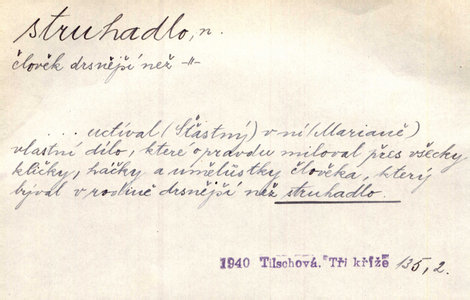 struhadlo, n.
člověk drsnější než -"-
.... uctíval (Šťastný) v ní (Marianě)
vlastní dílo, které opravdu miloval přes všecky
kličky, háčky a umělůstky člověka, který
býval v rodině drsnější než struhadlo.
1940 Tilschová. "Tři kříže 135, 2.